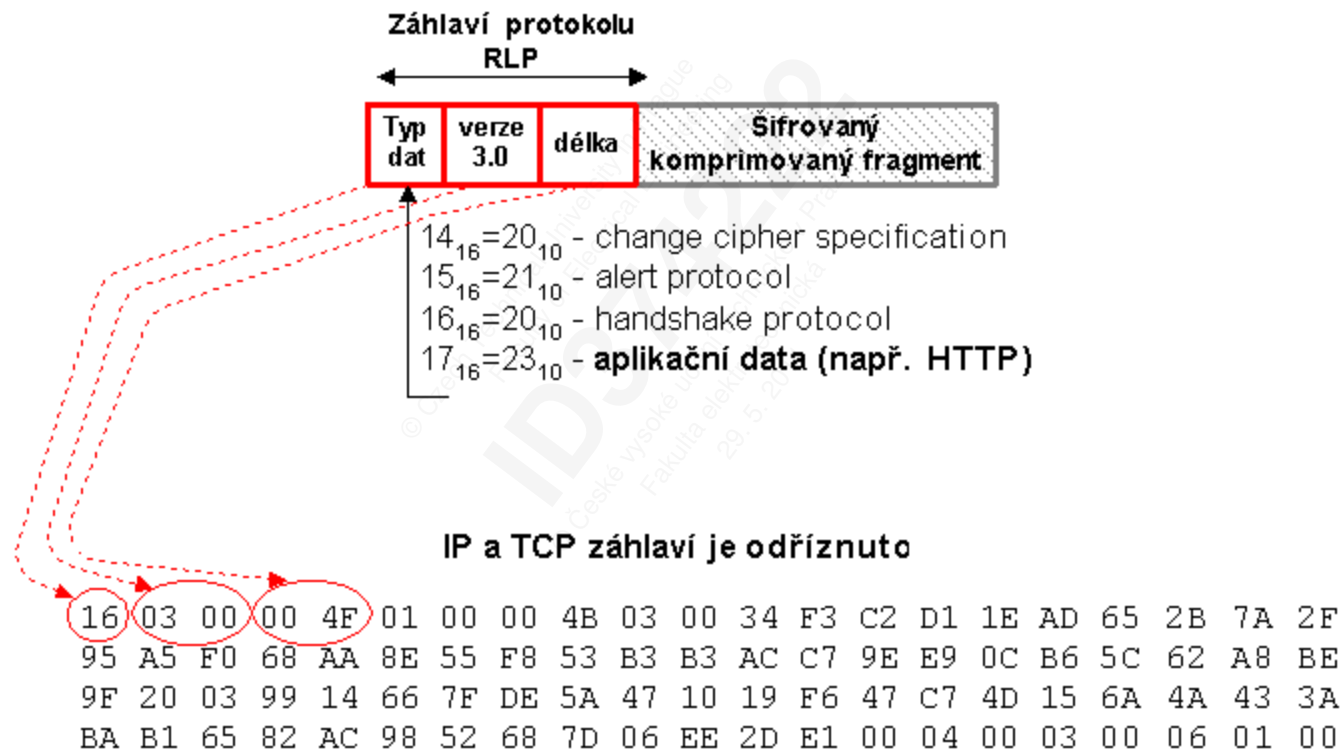 Záhlaví protokolu
RLP
Typ dat
verze 3.0
délka
Šifrovaný
komprimovaný fragment
14₁₆=20₁₀ - change cipher specification
15₁₆=21₁₀ - alert protocol
16₁₆=20₁₀ - handshake protocol
17₁₆=23₁₀ - aplikační data (např. HTTP)
ID
IP a TCP záhlaví je odříznuto
16 03 00 00 4F 01 00 00 4B 03 00 34 F3 C2 D1 1E AD 65 2B 7A 2F
95 A5 F0 68 AA 8E 55 F8 53 B3 B3 AC C7 9E E9 0C B6 5C 62 A8 BE
9F 20 03 99 14 66 7F DE 5A 47 10 19 F6 47 C7 4D 15 6A 4A 43 3A
BA B1 65 82 AC 98 52 68 7D 06 EE 2D E1 00 04 00 03 00 06 01 00